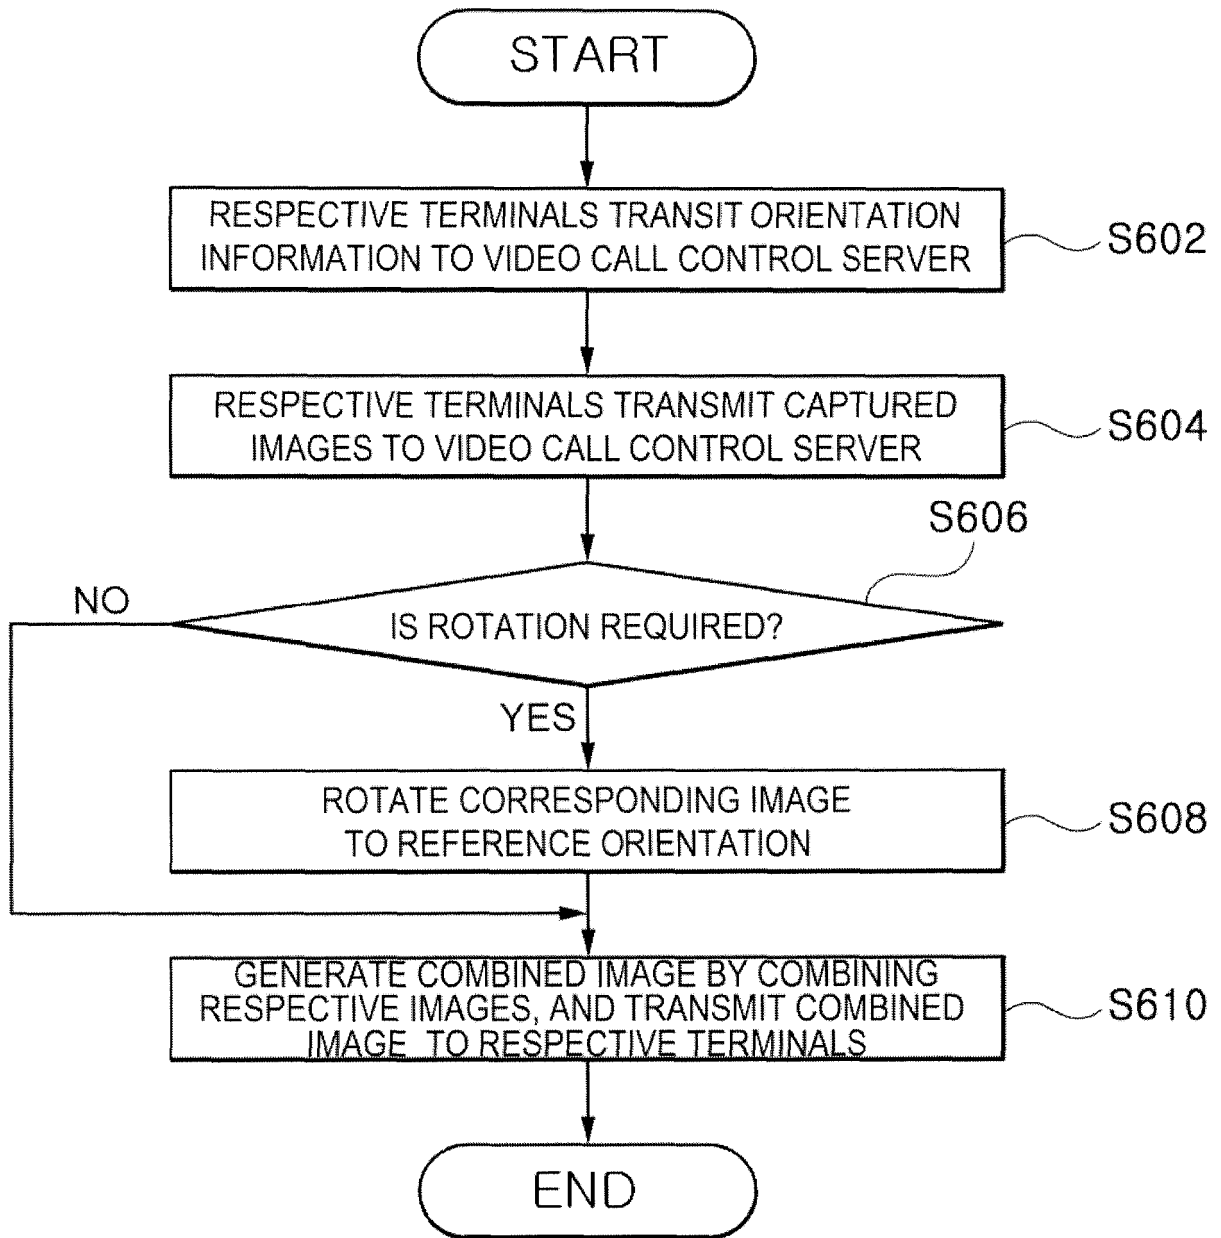 START
RESPECTIVE TERMINALS TRANSIT ORIENTATION
INFORMATION TO VIDEO CALL CONTROL SERVER
S602
RESPECTIVE TERMINALS TRANSMIT CAPTURED
IMAGES TO VIDEO CALL CONTROL SERVER
S604
S606
NO
IS ROTATION REQUIRED?
YES
ROTATE CORRESPONDING IMAGE
TO REFERENCE ORIENTATION
S608
GENERATE COMBINED IMAGE BY COMBINING
RESPECTIVE IMAGES, AND TRANSMIT COMBINED
IMAGE TO RESPECTIVE TERMINALS
S610
END